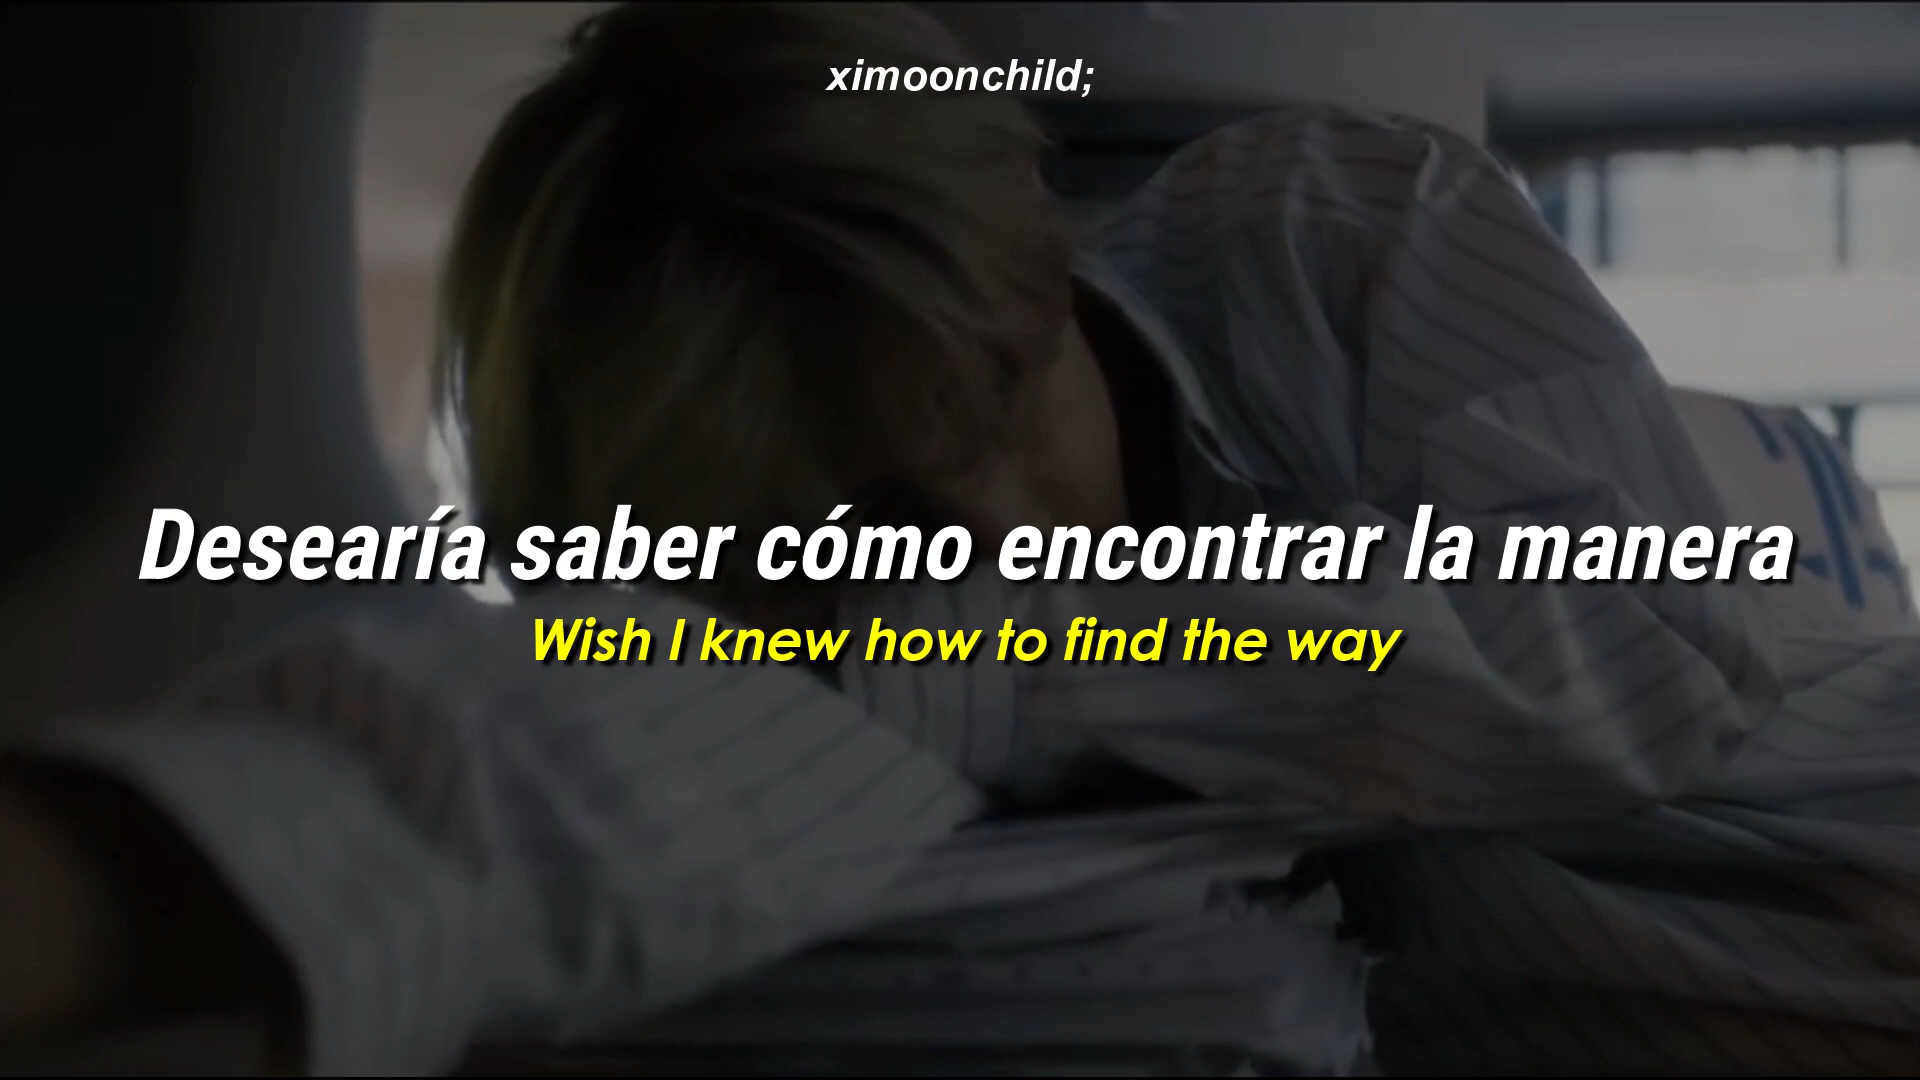 ximoonchild;
Desearía saber cómo encontrar la manera
Wish I knew how to find the way